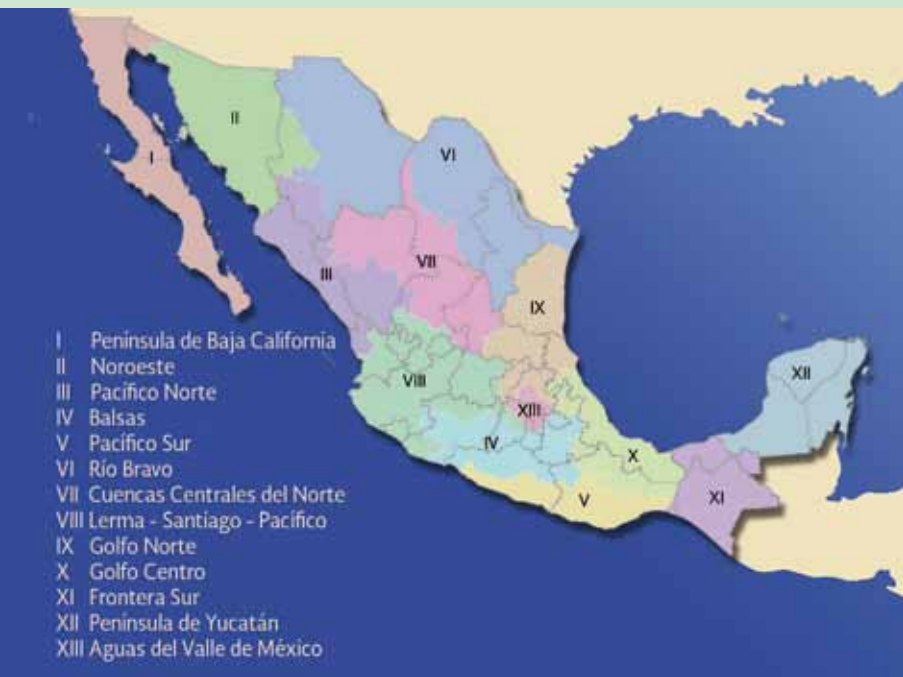 II
I
VI
III
VII
IX
XII
VIII
XIII
IV
X
V
XI
I Península de Baja California
II Noroeste
III Pacífico Norte
IV Balsas
V Pacífico Sur
VI Río Bravo
VII Cuencas Centrales del Norte
VIII Lerma - Santiago - Pacífico
IX Golfo Norte
X Golfo Centro
XI Frontera Sur
XII Península de Yucatán
XIII Aguas del Valle de México